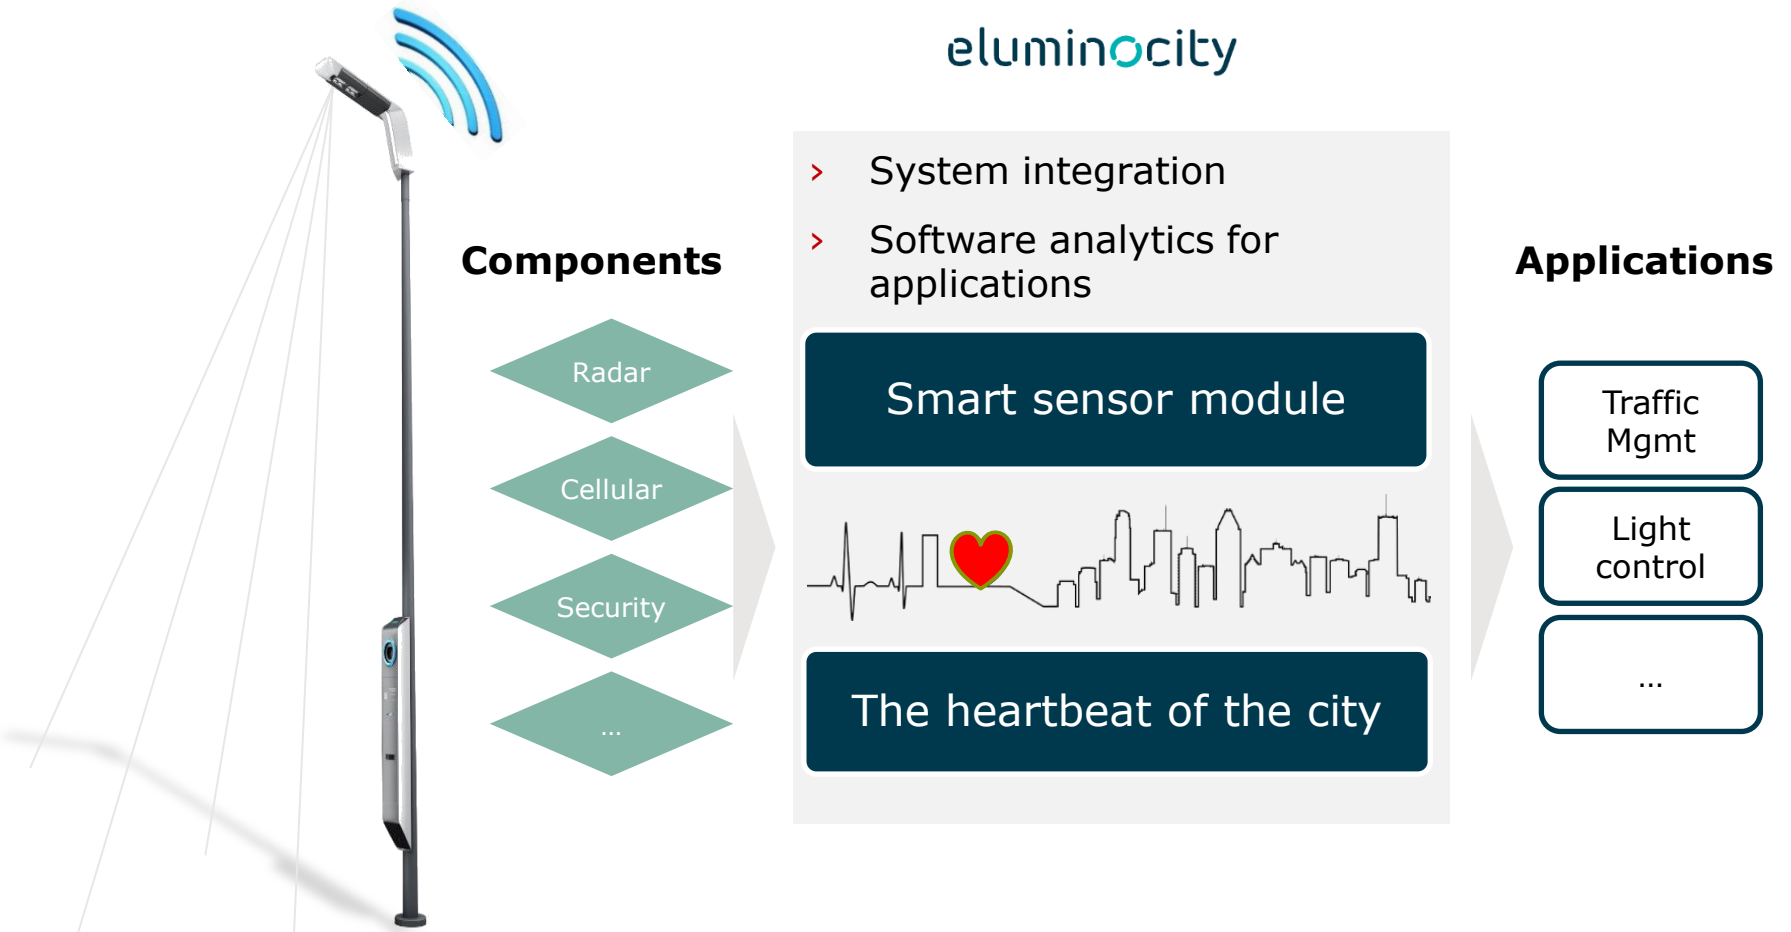 eluminocity
› System integration
› Software analytics for
applications
Components
Applications
Radar
Cellular
Security
…
Smart sensor module
The heartbeat of the city
Traffic
Mgmt
Light
control
…